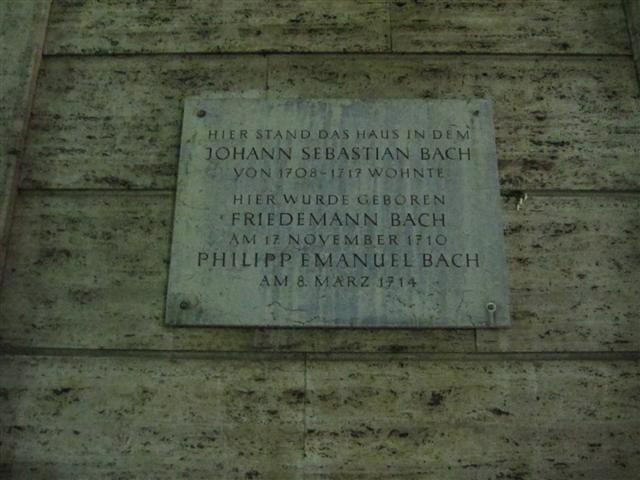 HIER STAND DAS HAUS IN DEM
JOHANN SEBASTIAN BACH
VON 1708-1717 WOHNTE
HIER WURDE GEBOREN
FRIEDEMANN BACH
AM 17. NOVEMBER 1710
PHILIPP EMANUEL BACH
AM 8. MÄRZ 1714